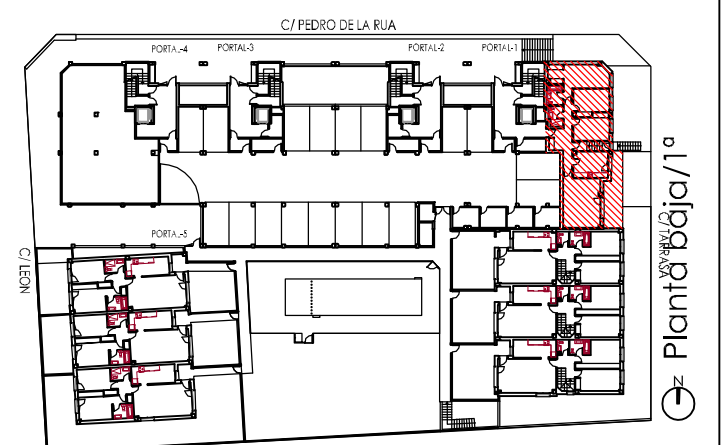 C/ PEDRO DE LA RUA
PORTAL-4
PORTAL-3
PORTAL-2
PORTAL-1
PORTAL-5
C/ LEON
C/ TARRASA
Planta baja/1ª
N